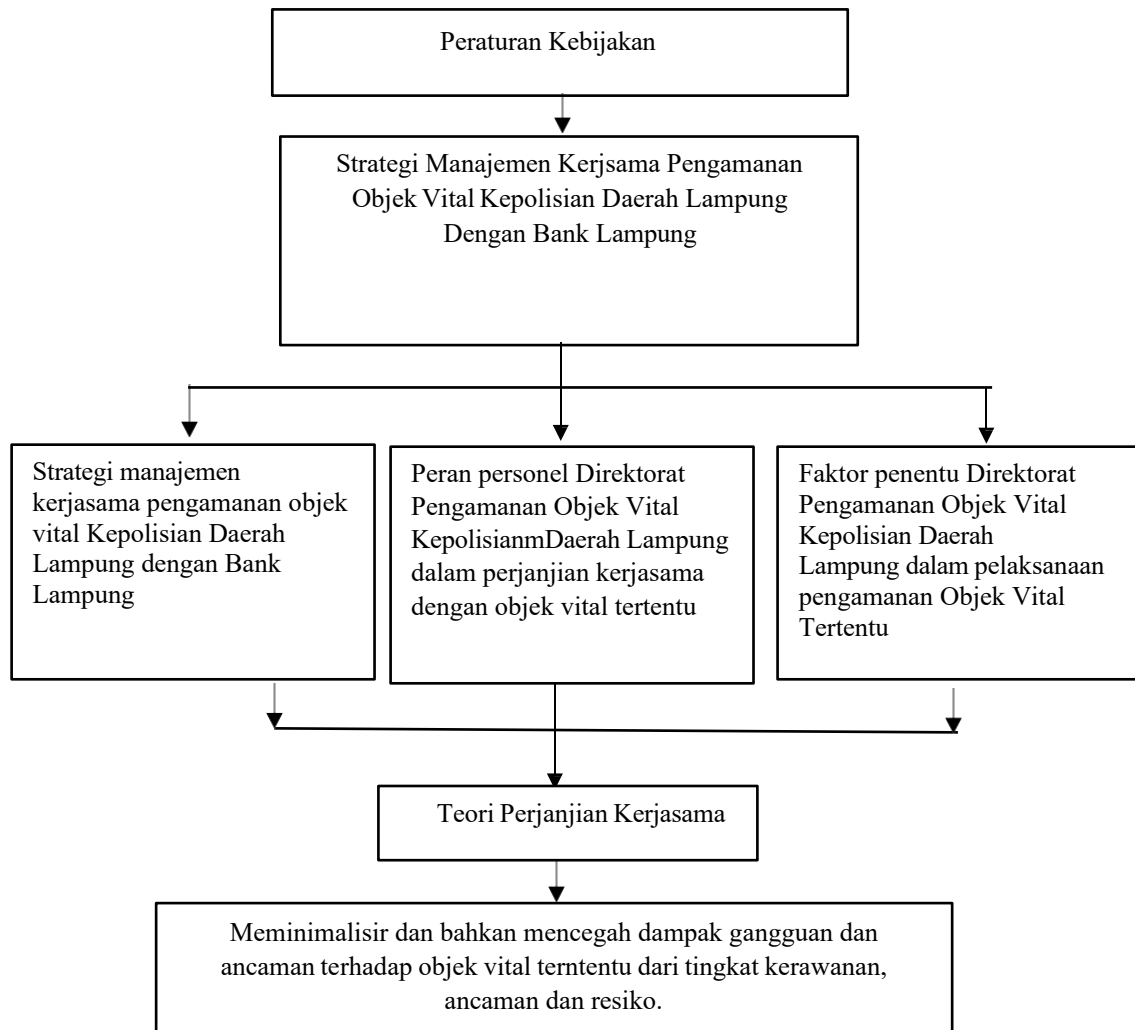 Peraturan Kebijakan
Strategi Manajemen Kerjsama Pengamanan
Objek Vital Kepolisian Daerah Lampung
Dengan Bank Lampung
Strategi manajemen
kerjasama pengamanan objek
vital Kepolisian Daerah
Lampung dengan Bank
Lampung
Peran personel Direktorat
Pengamanan Objek Vital
KepolisianmDaerah Lampung
dalam perjanjian kerjasama
dengan objek vital tertentu
Faktor penentu Direktorat
Pengamanan Objek Vital
Kepolisian Daerah
Lampung dalam pelaksanaan
pengamanan Objek Vital
Tertentu
Teori Perjanjian Kerjasama
Meminimalisir dan bahkan mencegah dampak gangguan dan
ancaman terhadap objek vital terntentu dari tingkat kerawanan,
ancaman dan resiko.